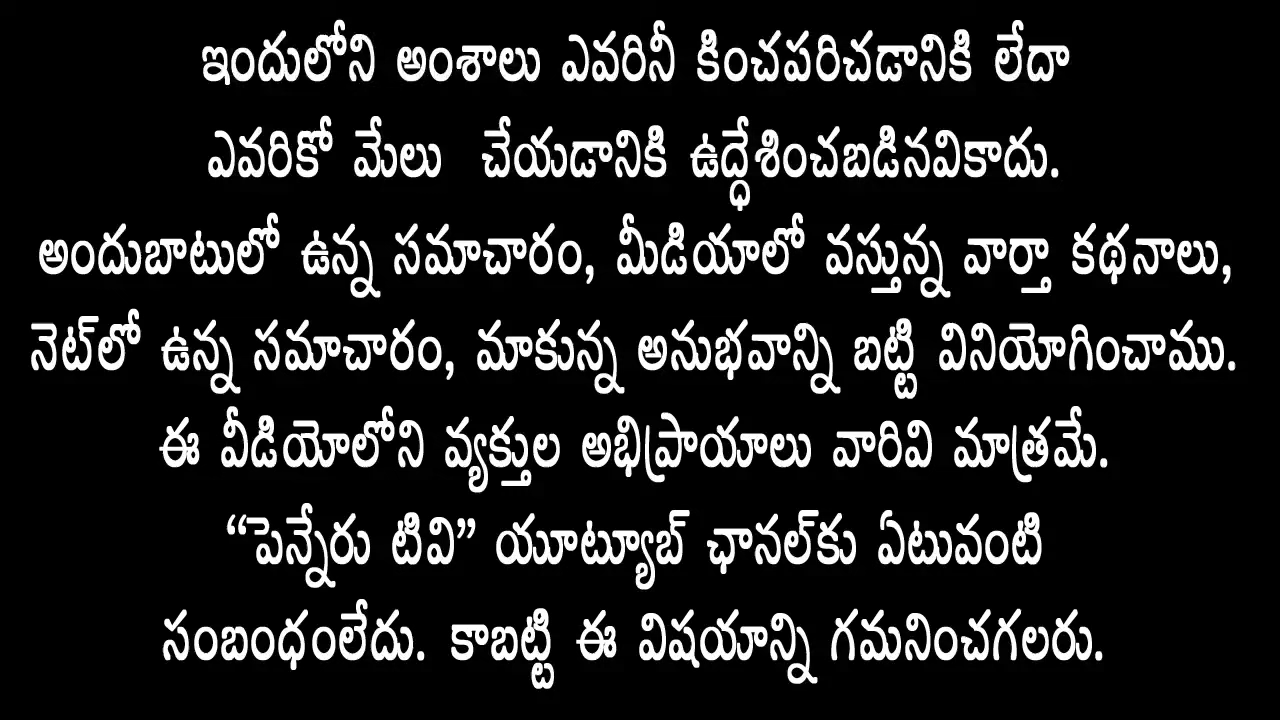 ఇందులోని అంశాలు ఎవరినీ కించపరిచడానికి లేదా
ఎవరికో మేలు చేయడానికి ఉద్ధేశించబడినవికాదు.
అందుబాటులో ఉన్న సమాచారం, మీడియాలో వస్తున్న వార్తా కథనాలు,
నెట్‌లో ఉన్న సమాచారం, మాకున్న అనుభవాన్ని బట్టి వినియోగించాము.
ఈ వీడియోలోని వ్యక్తుల అభిప్రాయాలు వారివి మాత్రమే.
“పెన్నేరు టివి” యూట్యూబ్ ఛానల్‌కు ఏటువంటి
సంబంధంలేదు. కాబట్టి ఈ విషయాన్ని గమనించగలరు.